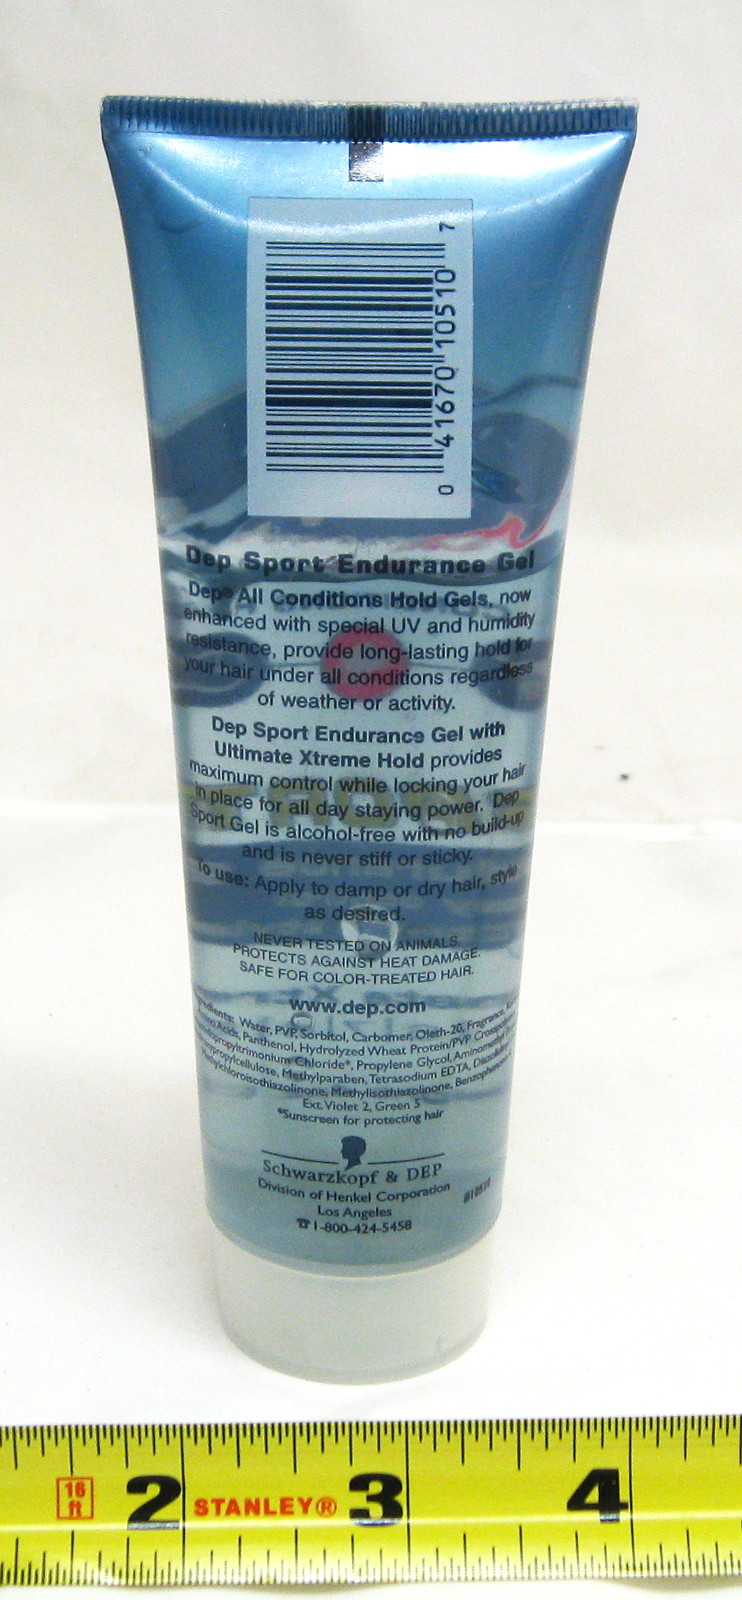 0 41670 10510 7
Dep Sport Endurance Gel
Dep® All Conditions Hold Gels, now
enhanced with special UV and humidity
resistance, provide long-lasting hold for
your hair under all conditions regardless
of weather or activity.
Dep Sport Endurance Gel with
Ultimate Xtreme Hold provides
maximum control while locking your hair
in place for all day staying power. Dep
Sport Gel is alcohol-free with no build-up
and is never stiff or sticky.
To use: Apply to damp or dry hair, style
as desired.
NEVER TESTED ON ANIMALS.
PROTECTS AGAINST HEAT DAMAGE.
SAFE FOR COLOR-TREATED HAIR.
www.dep.com
Water, PVP, Sorbitol, Carbomer, Oleth-20, Fragrance,
Amino Acids, Panthenol, Hydrolyzed Wheat Protein/PVP
Chloride*, Propylene Glycol, Aminomethyl
Methylparaben, Tetrasodium EDTA,
Methylisothiazolinone,
Ext. Violet 2, Green 5
*Sunscreen for protecting hair
Schwarzkopf & DEP
Division of Henkel Corporation
Los Angeles
☎ 1-800-424-5458
16 ft 2 STANLEY® 3 4